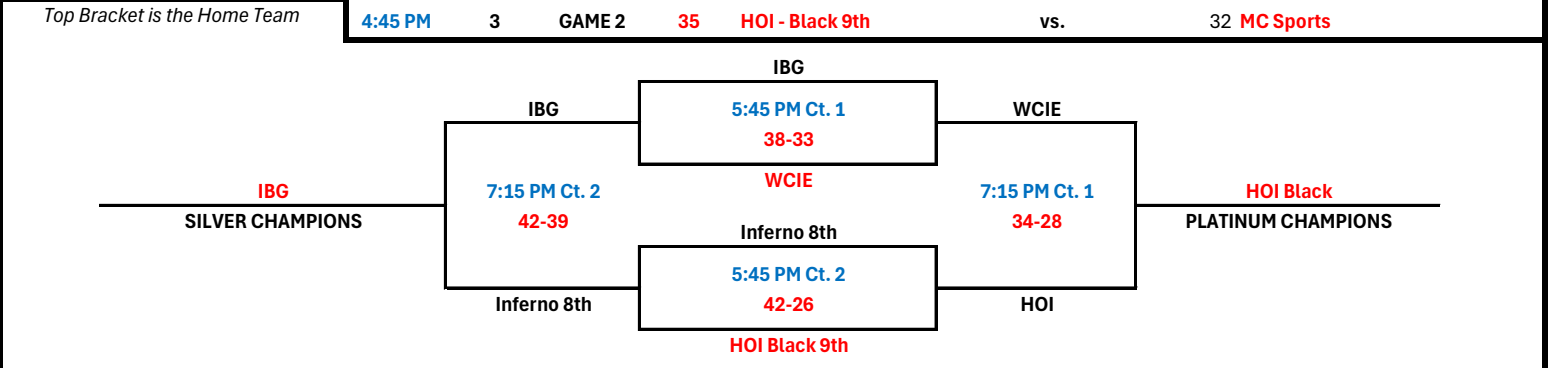 Top Bracket is the Home Team
4:45 PM 3 GAME 2 35 HOI - Black 9th vs. 32 MC Sports
IBG
IBG 5:45 PM Ct. 1 WCIE
38-33
WCIE
IBG 7:15 PM Ct. 2 7:15 PM Ct. 1 HOI Black
SILVER CHAMPIONS 42-39 34-28 PLATINUM CHAMPIONS
Inferno 8th
5:45 PM Ct. 2
Inferno 8th 42-26 HOI
HOI Black 9th